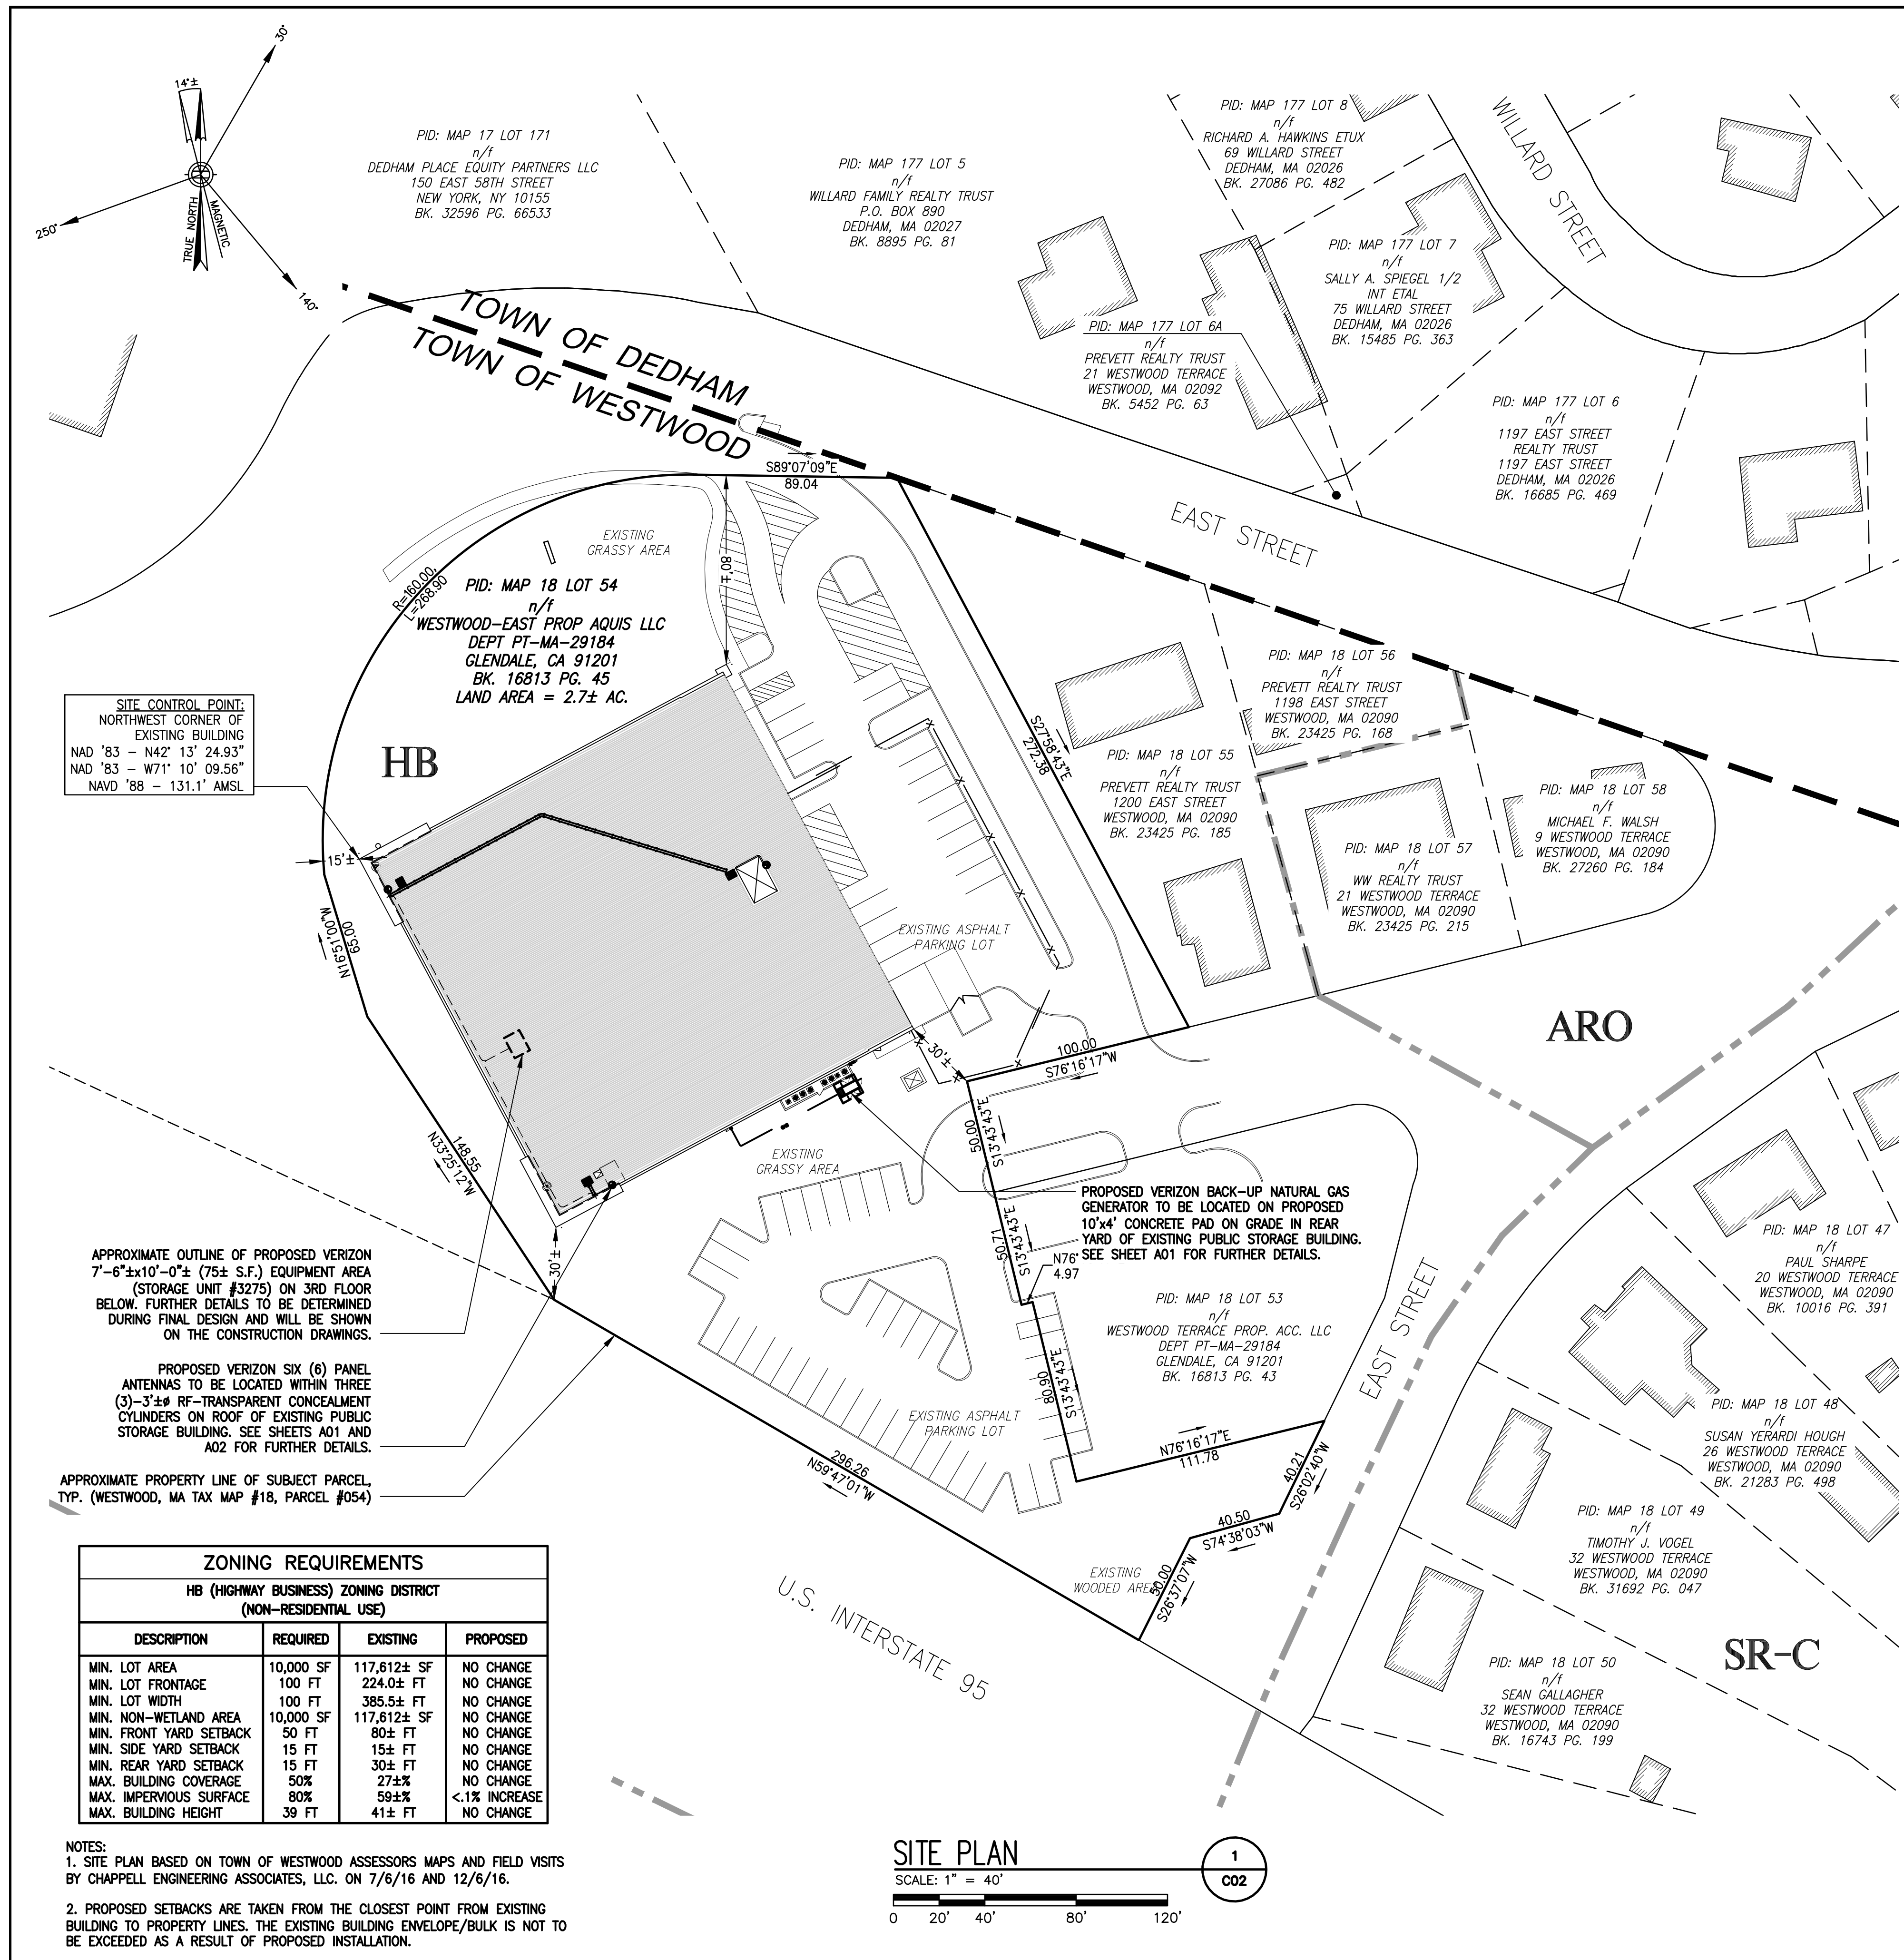 30°
14°±
250°
TRUE NORTH
MAGNETIC
140°
PID: MAP 17 LOT 171
n/f
DEDHAM PLACE EQUITY PARTNERS LLC
150 EAST 58TH STREET
NEW YORK, NY 10155
BK. 32596 PG. 66533
PID: MAP 177 LOT 5
n/f
WILLARD FAMILY REALTY TRUST
P.O. BOX 890
DEDHAM, MA 02027
BK. 8895 PG. 81
PID: MAP 177 LOT 8
n/f
RICHARD A. HAWKINS ETUX
69 WILLARD STREET
DEDHAM, MA 02026
BK. 27086 PG. 482
WILLARD STREET
PID: MAP 177 LOT 7
n/f
SALLY A. SPIEGEL 1/2
INT ETAL
75 WILLARD STREET
DEDHAM, MA 02026
BK. 15485 PG. 363
PID: MAP 177 LOT 6A
n/f
PREVETT REALTY TRUST
21 WESTWOOD TERRACE
WESTWOOD, MA 02092
BK. 5452 PG. 63
PID: MAP 177 LOT 6
n/f
1197 EAST STREET
REALTY TRUST
1197 EAST STREET
DEDHAM, MA 02026
BK. 16685 PG. 469
TOWN OF DEDHAM
TOWN OF WESTWOOD
S89°07'09"E
89.04
EAST STREET
EXISTING
GRASSY AREA
80'±
R=160.00,
L=268.90
PID: MAP 18 LOT 54
n/f
WESTWOOD-EAST PROP AQUIS LLC
DEPT PT-MA-29184
GLENDALE, CA 91201
BK. 16813 PG. 45
LAND AREA = 2.7± AC.
SITE CONTROL POINT:
NORTHWEST CORNER OF
EXISTING BUILDING
NAD '83 - N42° 13' 24.93"
NAD '83 - W71° 10' 09.56"
NAVD '88 - 131.1' AMSL
HB
15'±
N16°51'00"W
65.00
S27°58'43"E
272.38
PID: MAP 18 LOT 56
n/f
PREVETT REALTY TRUST
1198 EAST STREET
WESTWOOD, MA 02090
BK. 23425 PG. 168
PID: MAP 18 LOT 55
n/f
PREVETT REALTY TRUST
1200 EAST STREET
WESTWOOD, MA 02090
BK. 23425 PG. 185
PID: MAP 18 LOT 58
n/f
MICHAEL F. WALSH
9 WESTWOOD TERRACE
WESTWOOD, MA 02090
BK. 27260 PG. 184
PID: MAP 18 LOT 57
n/f
WW REALTY TRUST
21 WESTWOOD TERRACE
WESTWOOD, MA 02090
BK. 23425 PG. 215
EXISTING ASPHALT
PARKING LOT
ARO
30'±
100.00
S76°16'17"W
50.00
S13°43'43"E
148.55
N33°25'12"W
EXISTING
GRASSY AREA
PROPOSED VERIZON BACK-UP NATURAL GAS
GENERATOR TO BE LOCATED ON PROPOSED
10'x4' CONCRETE PAD ON GRADE IN REAR
YARD OF EXISTING PUBLIC STORAGE BUILDING.
SEE SHEET A01 FOR FURTHER DETAILS.
50.71
S13°43'43"E
N76°
4.97
30'±
APPROXIMATE OUTLINE OF PROPOSED VERIZON
7'-6"±x10'-0"± (75± S.F.) EQUIPMENT AREA
(STORAGE UNIT #3275) ON 3RD FLOOR
BELOW. FURTHER DETAILS TO BE DETERMINED
DURING FINAL DESIGN AND WILL BE SHOWN
ON THE CONSTRUCTION DRAWINGS.
PROPOSED VERIZON SIX (6) PANEL
ANTENNAS TO BE LOCATED WITHIN THREE
(3)-3'±ø RF-TRANSPARENT CONCEALMENT
CYLINDERS ON ROOF OF EXISTING PUBLIC
STORAGE BUILDING. SEE SHEETS A01 AND
A02 FOR FURTHER DETAILS.
APPROXIMATE PROPERTY LINE OF SUBJECT PARCEL,
TYP. (WESTWOOD, MA TAX MAP #18, PARCEL #054)
PID: MAP 18 LOT 53
n/f
WESTWOOD TERRACE PROP. ACC. LLC
DEPT PT-MA-29184
GLENDALE, CA 91201
BK. 16813 PG. 43
80.90
S13°43'43"E
EAST STREET
PID: MAP 18 LOT 47
n/f
PAUL SHARPE
20 WESTWOOD TERRACE
WESTWOOD, MA 02090
BK. 10016 PG. 391
PID: MAP 18 LOT 48
n/f
SUSAN YERARDI HOUGH
26 WESTWOOD TERRACE
WESTWOOD, MA 02090
BK. 21283 PG. 498
EXISTING ASPHALT
PARKING LOT
296.26
N59°47'01"W
N76°16'17"E
111.78
40.21
S26°02'40"W
40.50
S74°38'03"W
50.00
S26°37'07"W
EXISTING
WOODED AREA
PID: MAP 18 LOT 49
n/f
TIMOTHY J. VOGEL
32 WESTWOOD TERRACE
WESTWOOD, MA 02090
BK. 31692 PG. 047
SR-C
PID: MAP 18 LOT 50
n/f
SEAN GALLAGHER
32 WESTWOOD TERRACE
WESTWOOD, MA 02090
BK. 16743 PG. 199
U.S. INTERSTATE 95
ZONING REQUIREMENTS
HB (HIGHWAY BUSINESS) ZONING DISTRICT
(NON-RESIDENTIAL USE)
DESCRIPTION REQUIRED EXISTING PROPOSED
MIN. LOT AREA 10,000 SF 117,612± SF NO CHANGE
MIN. LOT FRONTAGE 100 FT 224.0± FT NO CHANGE
MIN. LOT WIDTH 100 FT 385.5± FT NO CHANGE
MIN. NON-WETLAND AREA 10,000 SF 117,612± SF NO CHANGE
MIN. FRONT YARD SETBACK 50 FT 80± FT NO CHANGE
MIN. SIDE YARD SETBACK 15 FT 15± FT NO CHANGE
MIN. REAR YARD SETBACK 15 FT 30± FT NO CHANGE
MAX. BUILDING COVERAGE 50% 27±% NO CHANGE
MAX. IMPERVIOUS SURFACE 80% 59±% <.1% INCREASE
MAX. BUILDING HEIGHT 39 FT 41± FT NO CHANGE
NOTES:
1. SITE PLAN BASED ON TOWN OF WESTWOOD ASSESSORS MAPS AND FIELD VISITS
BY CHAPPELL ENGINEERING ASSOCIATES, LLC. ON 7/6/16 AND 12/6/16.
2. PROPOSED SETBACKS ARE TAKEN FROM THE CLOSEST POINT FROM EXISTING
BUILDING TO PROPERTY LINES. THE EXISTING BUILDING ENVELOPE/BULK IS NOT TO
BE EXCEEDED AS A RESULT OF PROPOSED INSTALLATION.
SITE PLAN
SCALE: 1" = 40'
1
C02
0 20' 40' 80' 120'